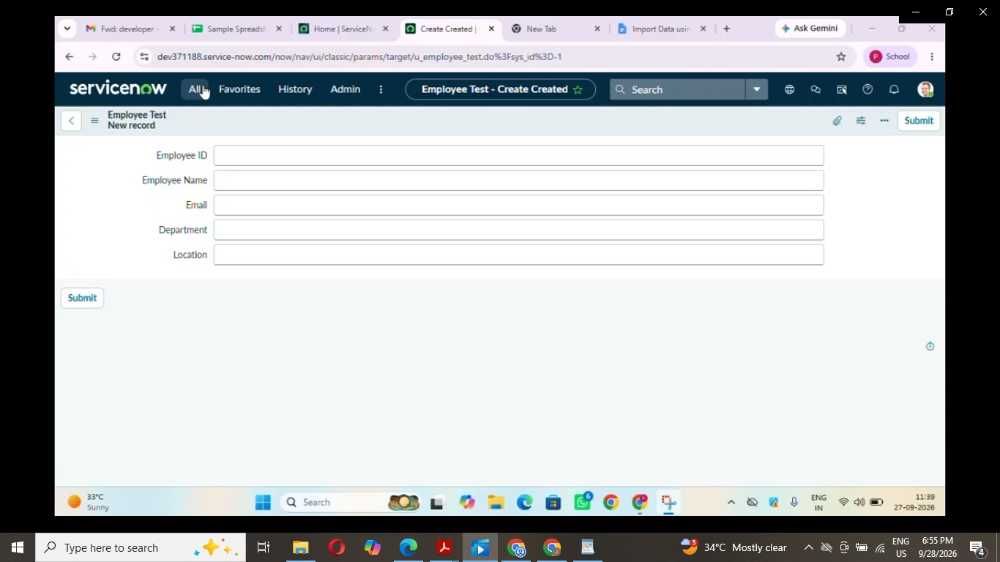 Fwd: developer -
Sample Spreadsh
Home | ServiceN
Create Created |
New Tab
Import Data usin
Ask Gemini
dev371188.service-now.com/now/nav/ui/classic/params/target/u_employee_test.do%3Fsys_id%3D-1
School
servicenow
All
Favorites
History
Admin
Employee Test - Create Created
Search
Employee Test
New record
Submit
Employee ID
Employee Name
Email
Department
Location
Submit
33°C
Sunny
Search
6
ENG
IN
11:39
27-09-2026
Type here to search
5
34°C Mostly clear
ENG
US
6:55 PM
9/28/2026
4